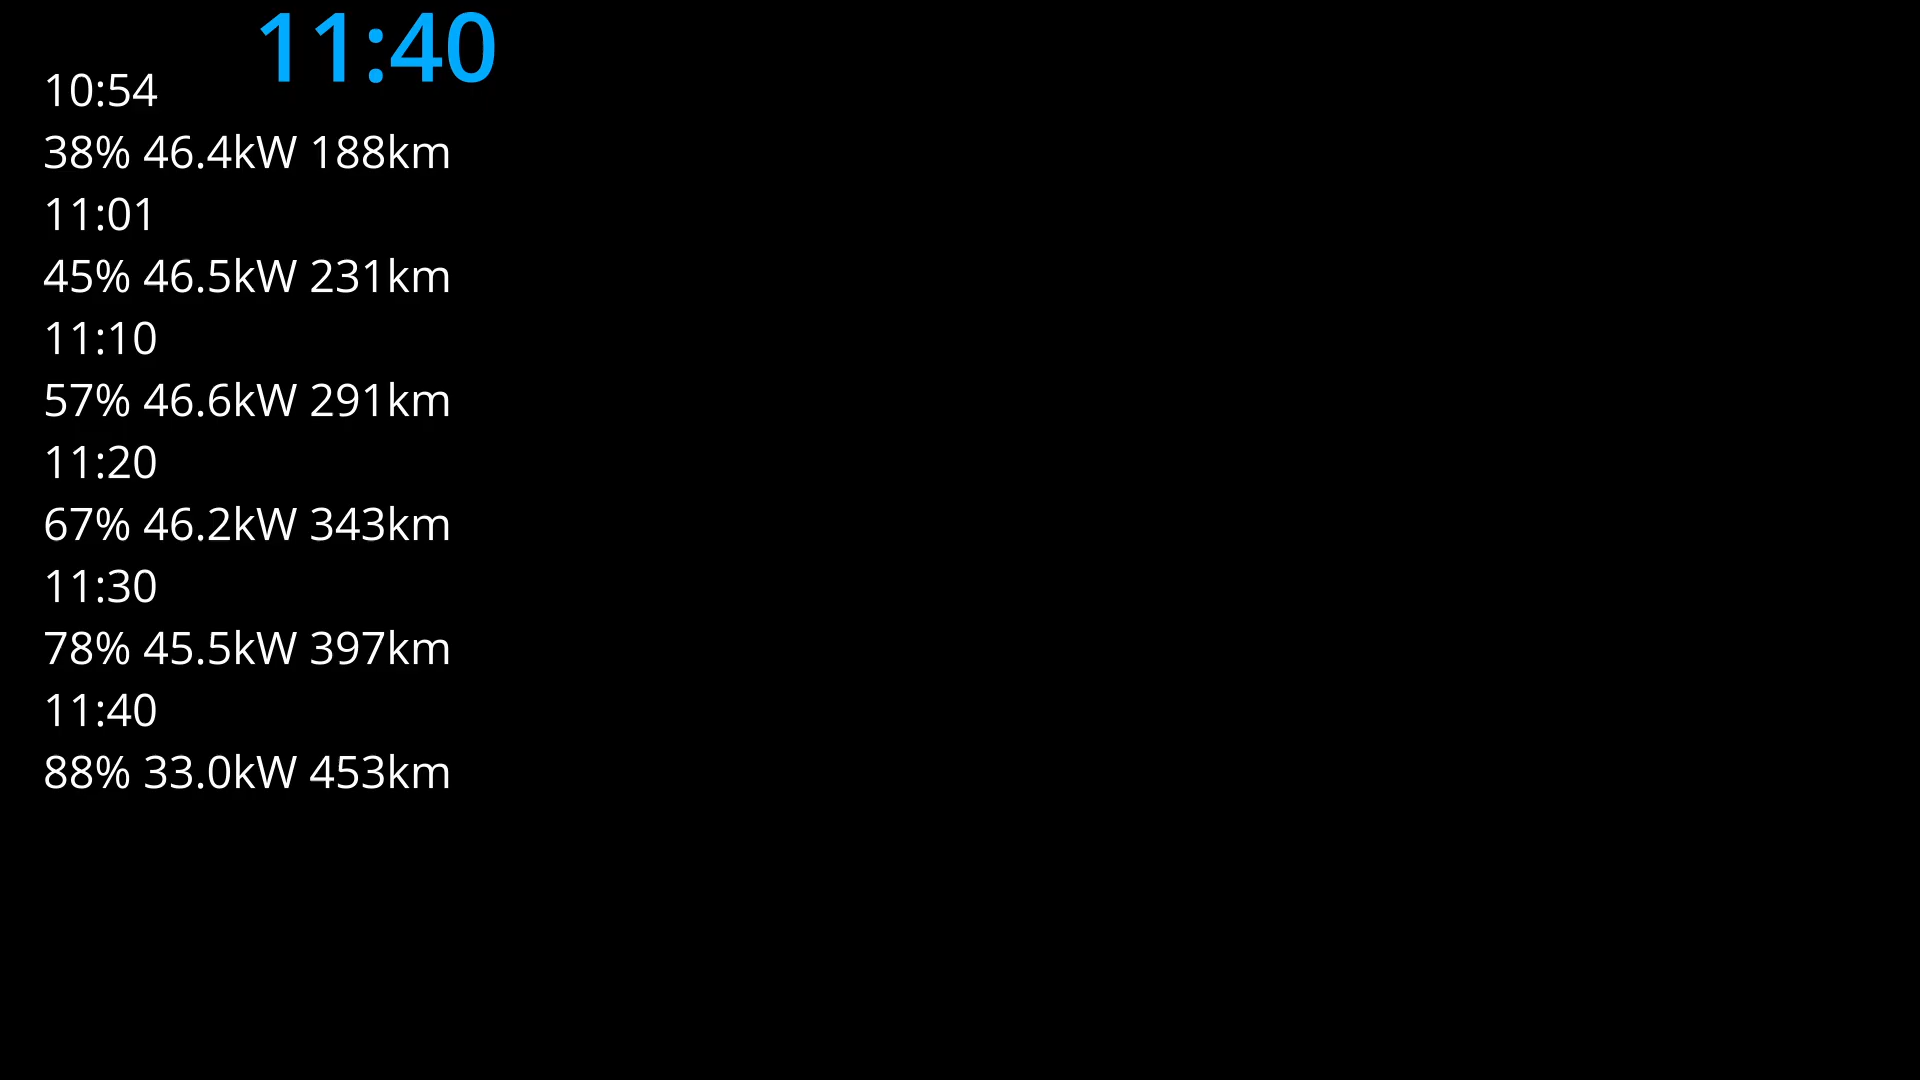 11:40
10:54
38% 46.4kW 188km
11:01
45% 46.5kW 231km
11:10
57% 46.6kW 291km
11:20
67% 46.2kW 343km
11:30
78% 45.5kW 397km
11:40
88% 33.0kW 453km